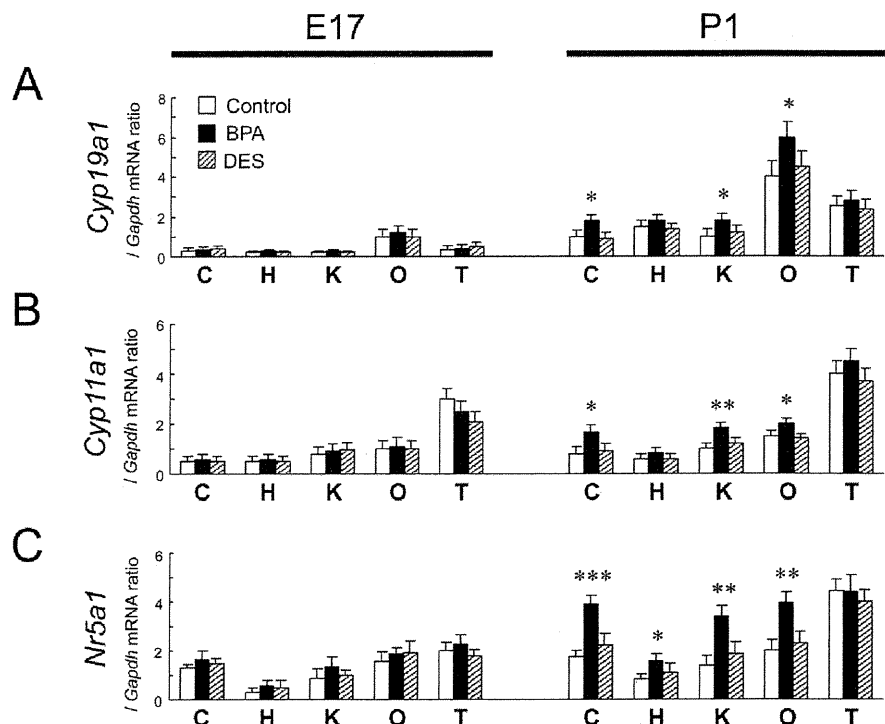 E17 P1
A
Cyp19a1
/ Gapdh mRNA ratio
8
6
4
2
0
Control
BPA
DES
* * *
C H K O T C H K O T
B
Cyp11a1
/ Gapdh mRNA ratio
6
4
2
0
* ** *
C H K O T C H K O T
C
Nr5a1
/ Gapdh mRNA ratio
6
4
2
0
*** * ** **
C H K O T C H K O T